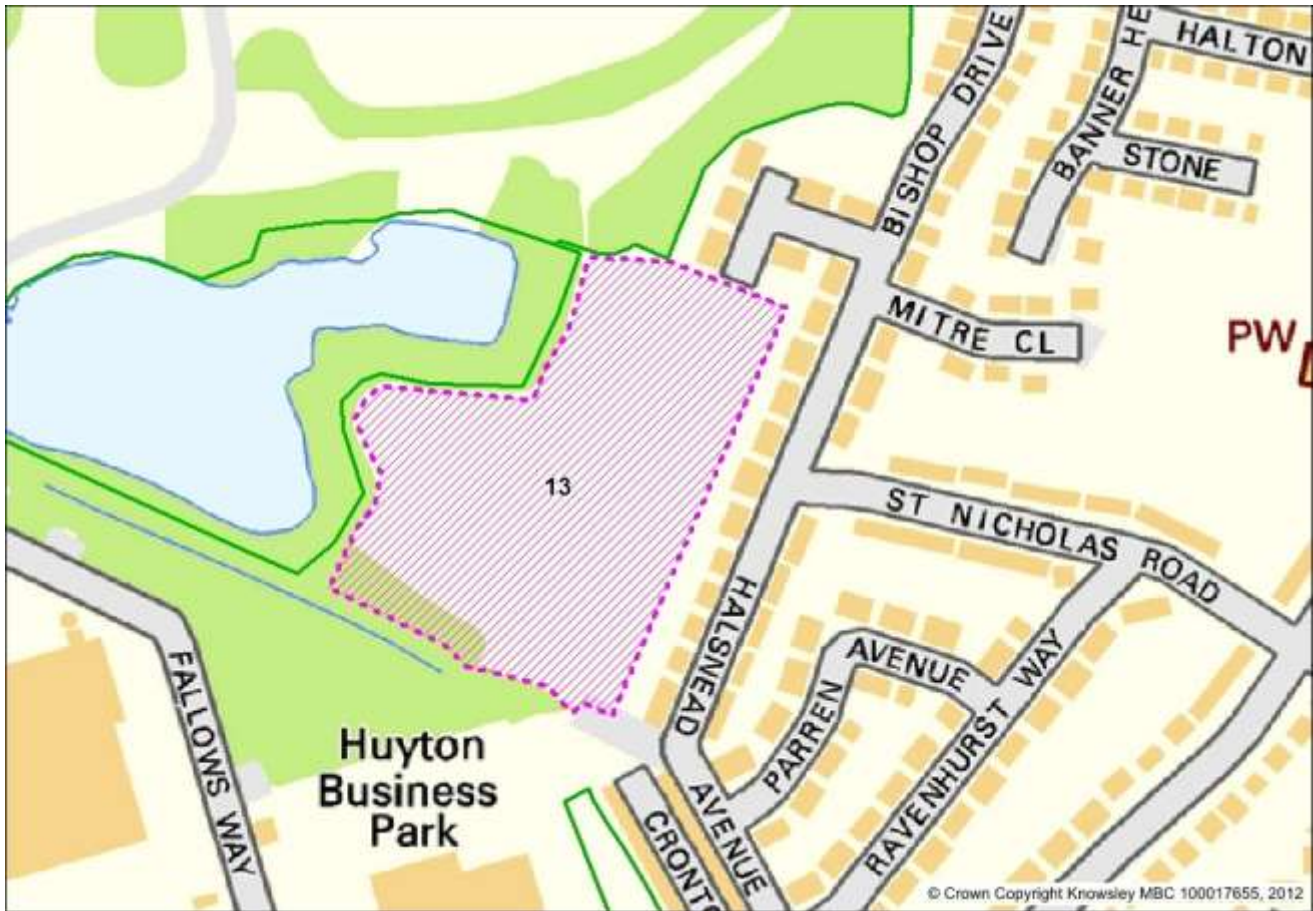 HALTON
BANNER HE
STONE
BISHOP DRIVE
MITRE CL
PW
13
ST NICHOLAS ROAD
HALSNEAD
AVENUE
PARREN
AVENUE
RAVENHURST WAY
FALLOWS WAY
Huyton
Business
Park
CRONTO
© Crown Copyright Knowsley MBC 100017655, 2012